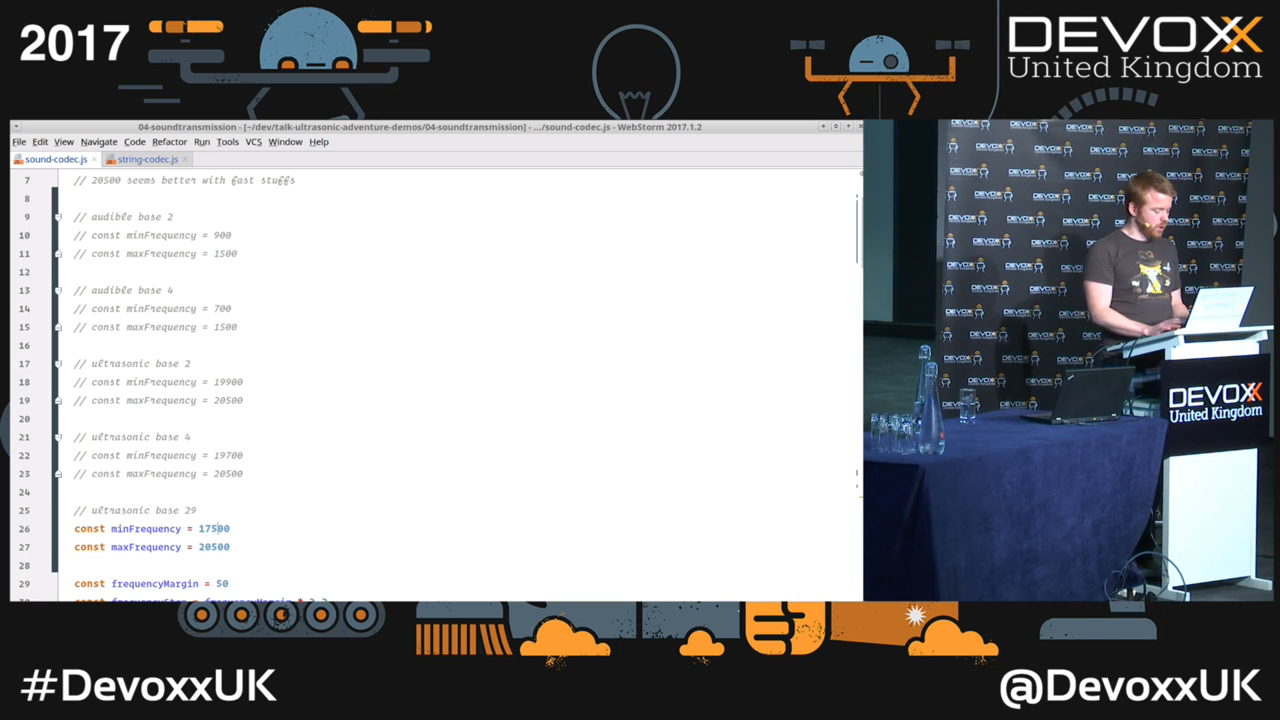 2017
DEVOXX
United Kingdom
04-soundtransmission - [~/dev/talk-ultrasonic-adventure-demos/04-soundtransmission] - .../sound-codec.js - WebStorm 2017.1.2
File Edit View Navigate Code Refactor Run Tools VCS Window Help
sound-codec.js × string-codec.js ×
7 // 20500 seems better with fast stuffs
8
9 // audible base 2
10 // const minFrequency = 900
11 // const maxFrequency = 1500
12
13 // audible base 4
14 // const minFrequency = 700
15 // const maxFrequency = 1500
16
17 // ultrasonic base 2
18 // const minFrequency = 19900
19 // const maxFrequency = 20500
20
21 // ultrasonic base 4
22 // const minFrequency = 19700
23 // const maxFrequency = 20500
24
25 // ultrasonic base 29
26 const minFrequency = 17500
27 const maxFrequency = 20500
28
29 const frequencyMargin = 50
DEVOXX
United Kingdom
#DevoxxUK
@DevoxxUK